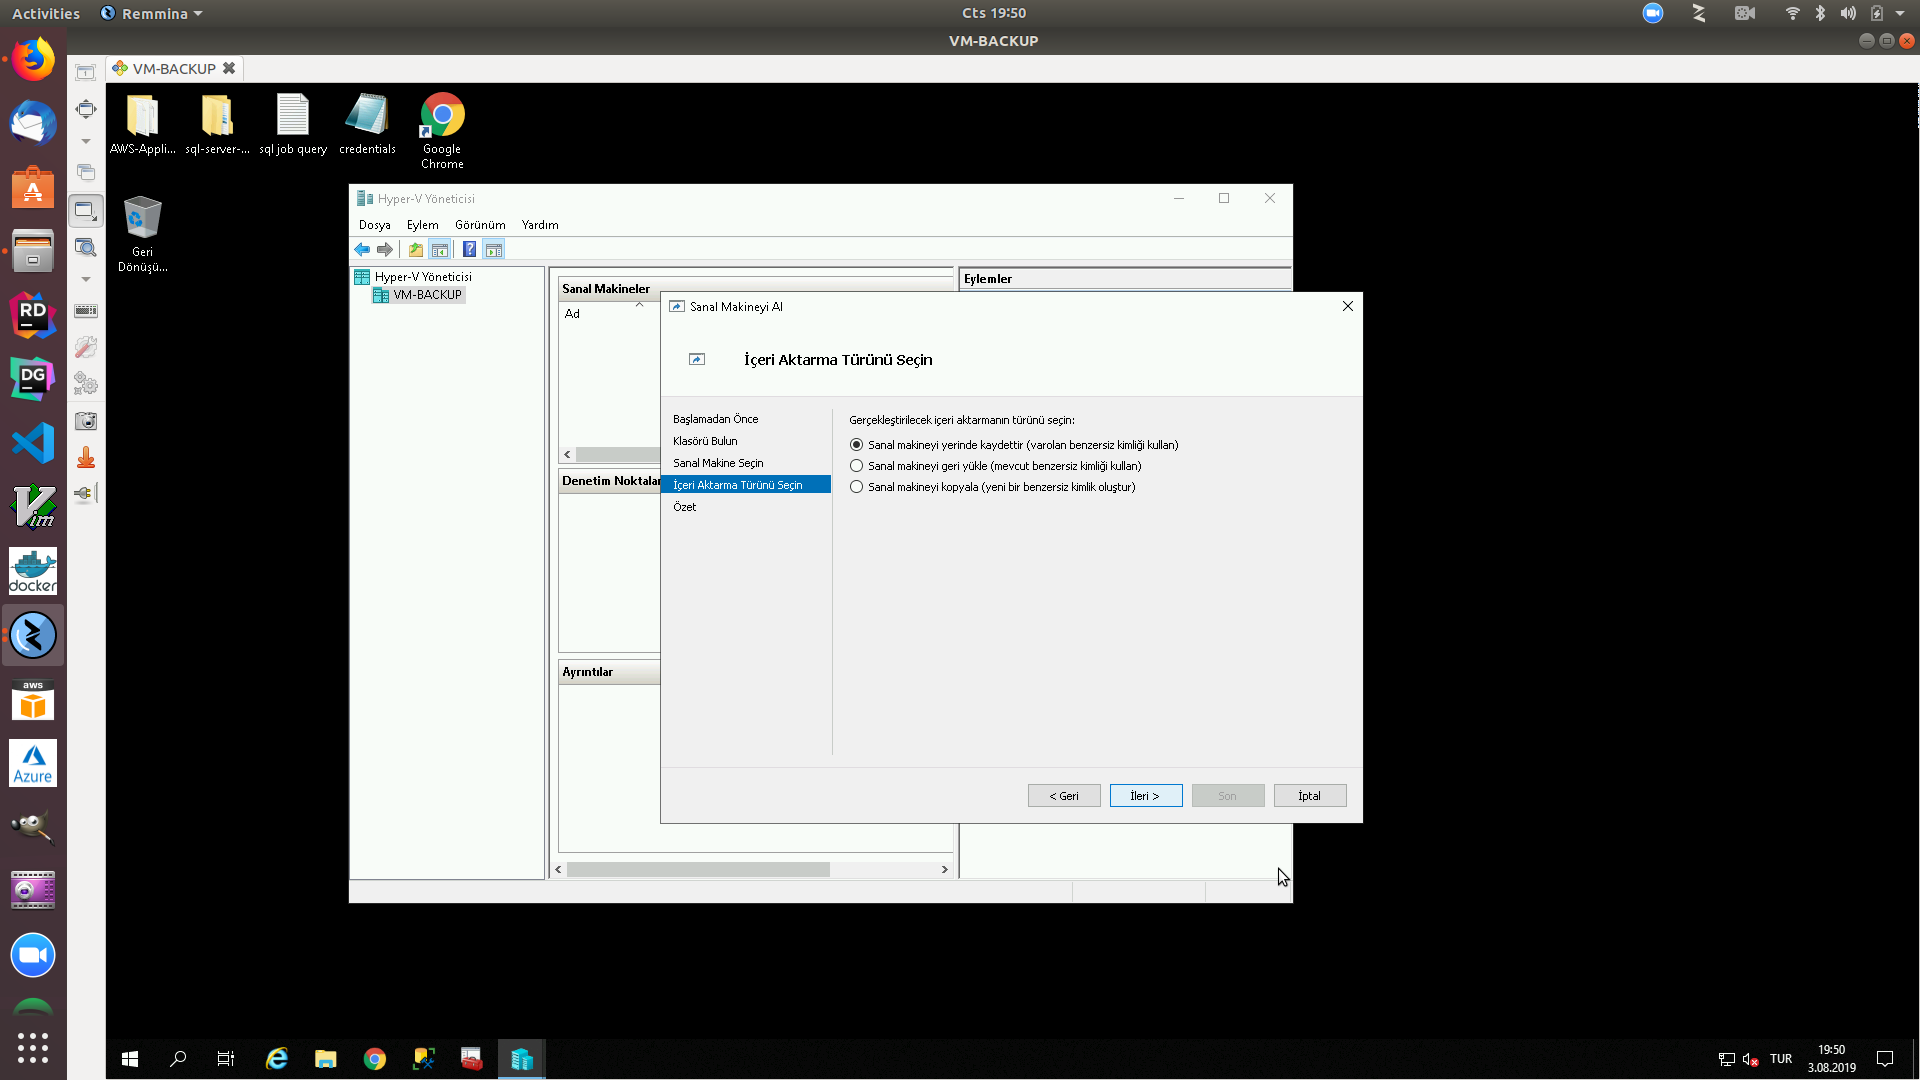 Activities
Remmina
Cts 19:50
VM-BACKUP
VM-BACKUP
AWS-Appli...
sql-server-...
sql job query
credentials
Google
Chrome
Geri
Dönüşü...
Hyper-V Yöneticisi
Dosya
Eylem
Görünüm
Yardım
Hyper-V Yöneticisi
VM-BACKUP
Sanal Makineler
Ad
Denetim Noktalar
Ayrıntılar
Eylemler
Sanal Makineyi Al
İçeri Aktarma Türünü Seçin
Başlamadan Önce
Klasörü Bulun
Sanal Makine Seçin
İçeri Aktarma Türünü Seçin
Özet
Gerçekleştirilecek içeri aktarmanın türünü seçin:
Sanal makineyi yerinde kaydettir (varolan benzersiz kimliği kullan)
Sanal makineyi geri yükle (mevcut benzersiz kimliği kullan)
Sanal makineyi kopyala (yeni bir benzersiz kimlik oluştur)
< Geri
İleri >
Son
İptal
RD
DG
Vim
docker
aws
Azure
TUR
19:50
3.08.2019